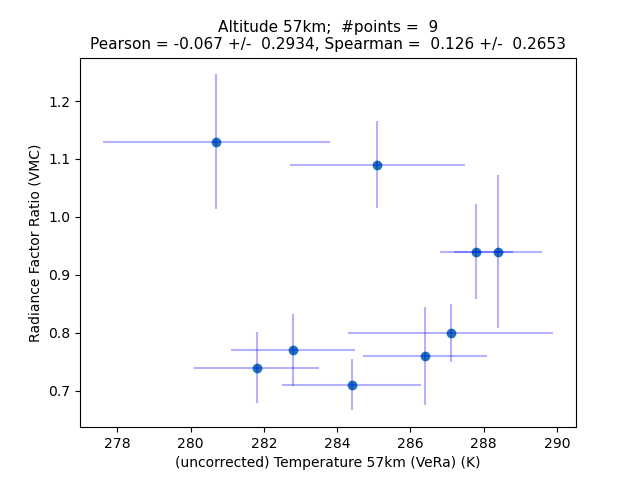 Altitude 57km;  #points =  9
Pearson = -0.067 +/-  0.2934, Spearman =  0.126 +/-  0.2653
1.2
1.1
1.0
0.9
0.8
0.7
Radiance Factor Ratio (VMC)
278 280 282 284 286 288 290
(uncorrected) Temperature 57km (VeRa) (K)